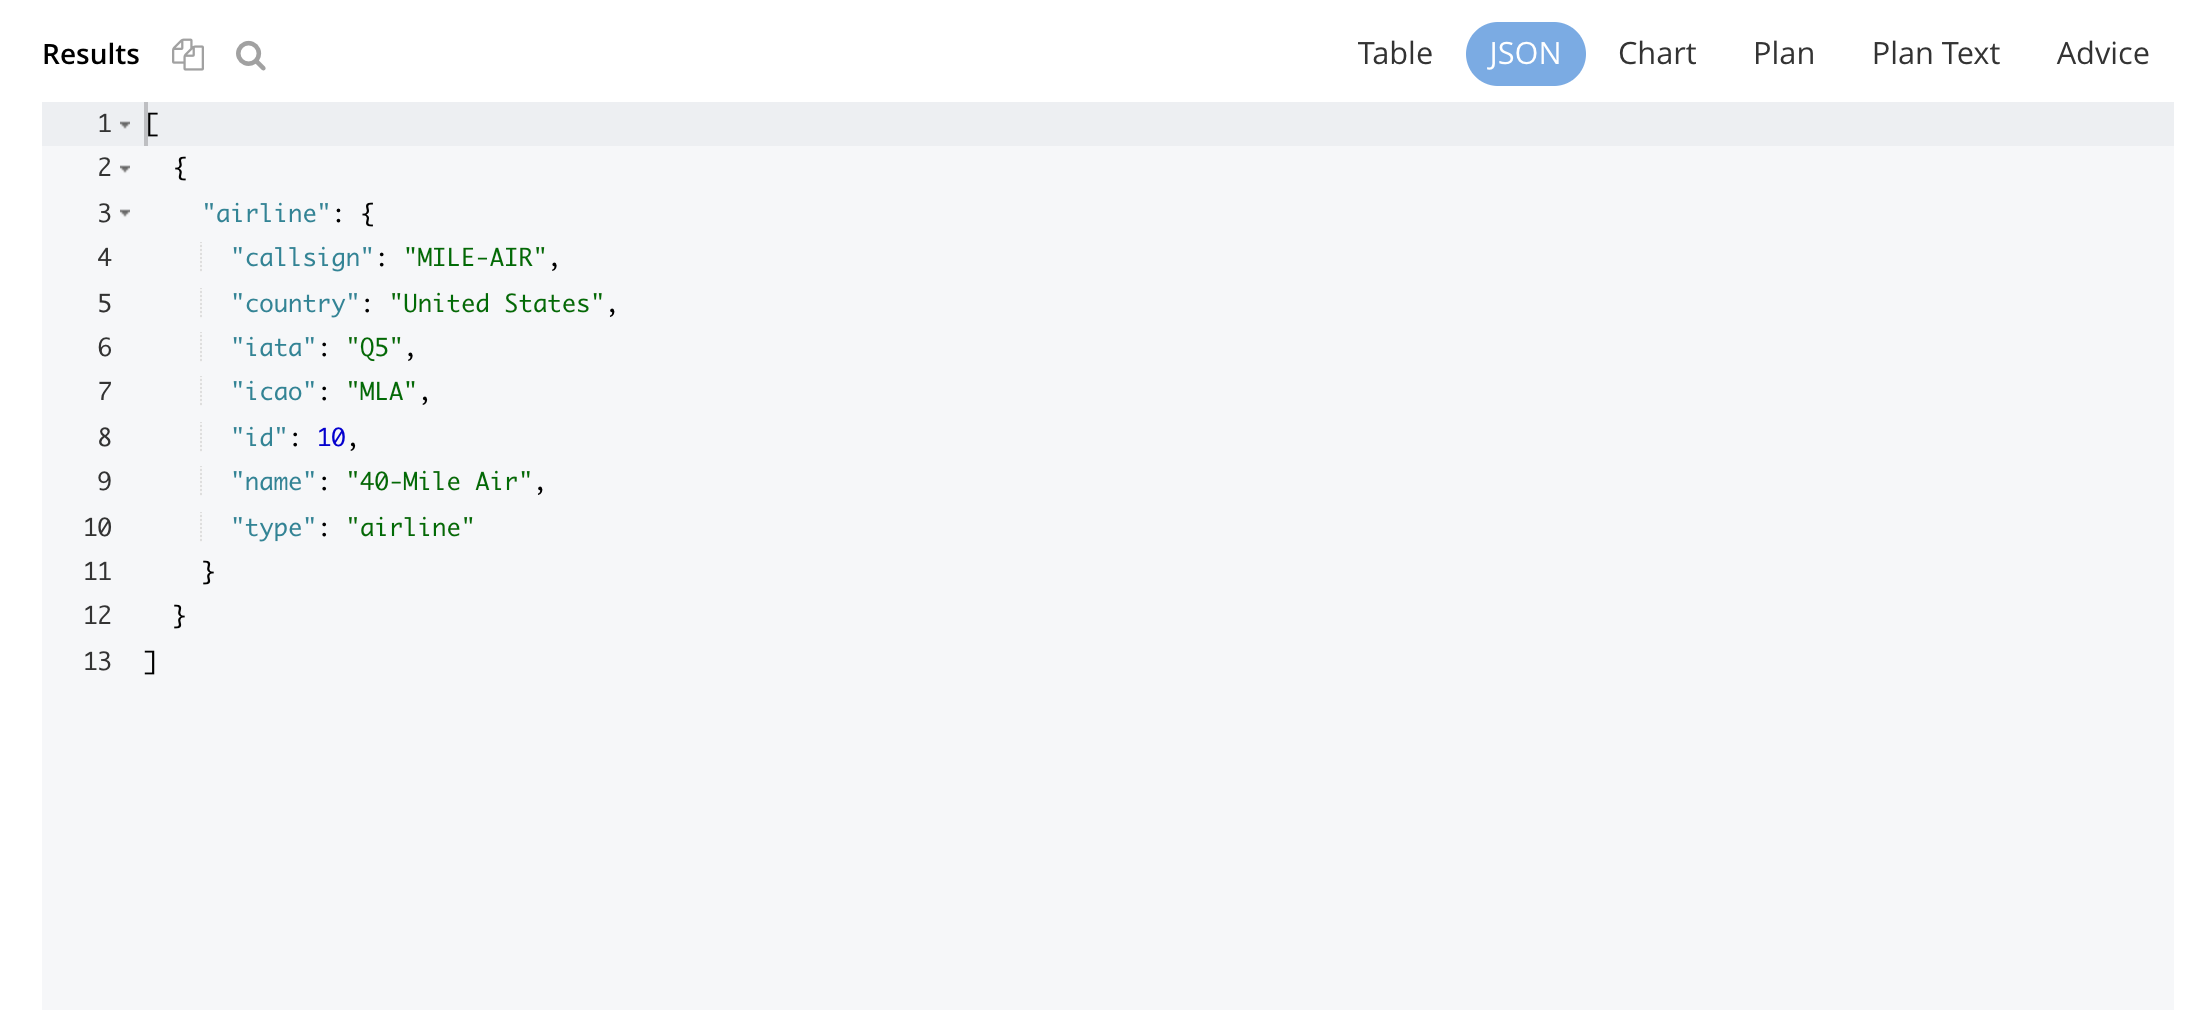 Results Table JSON Chart Plan Plan Text Advice
1 [
2 {
3 "airline": {
4 "callsign": "MILE-AIR",
5 "country": "United States",
6 "iata": "Q5",
7 "icao": "MLA",
8 "id": 10,
9 "name": "40-Mile Air",
10 "type": "airline"
11 }
12 }
13 ]